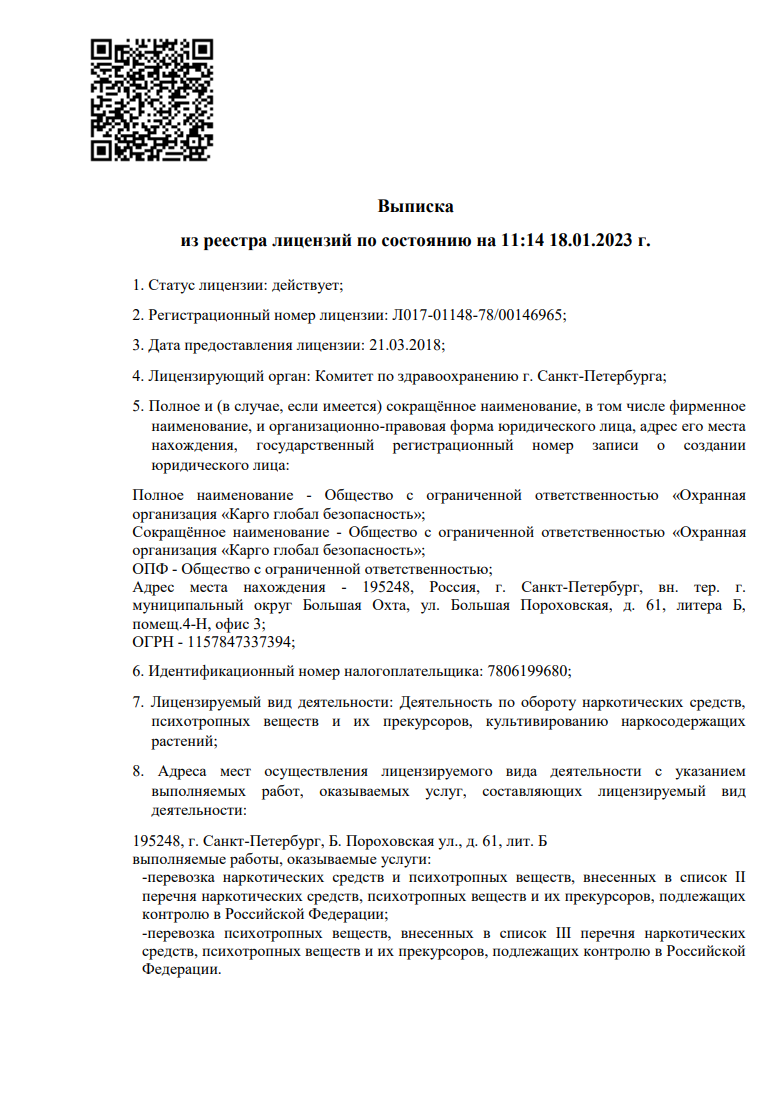 Выписка
из реестра лицензий по состоянию на 11:14 18.01.2023 г.
1. Статус лицензии: действует;
2. Регистрационный номер лицензии: Л017-01148-78/00146965;
3. Дата предоставления лицензии: 21.03.2018;
4. Лицензирующий орган: Комитет по здравоохранению г. Санкт-Петербурга;
5. Полное и (в случае, если имеется) сокращённое наименование, в том числе фирменное
наименование, и организационно-правовая форма юридического лица, адрес его места
нахождения, государственный регистрационный номер записи о создании
юридического лица:
Полное наименование - Общество с ограниченной ответственностью «Охранная
организация «Карго глобал безопасность»;
Сокращённое наименование - Общество с ограниченной ответственностью «Охранная
организация «Карго глобал безопасность»;
ОПФ - Общество с ограниченной ответственностью;
Адрес места нахождения - 195248, Россия, г. Санкт-Петербург, вн. тер. г.
муниципальный округ Большая Охта, ул. Большая Пороховская, д. 61, литера Б,
помещ.4-Н, офис 3;
ОГРН - 1157847337394;
6. Идентификационный номер налогоплательщика: 7806199680;
7. Лицензируемый вид деятельности: Деятельность по обороту наркотических средств,
психотропных веществ и их прекурсоров, культивированию наркосодержащих
растений;
8. Адреса мест осуществления лицензируемого вида деятельности с указанием
выполняемых работ, оказываемых услуг, составляющих лицензируемый вид
деятельности:
195248, г. Санкт-Петербург, Б. Пороховская ул., д. 61, лит. Б
выполняемые работы, оказываемые услуги:
-перевозка наркотических средств и психотропных веществ, внесенных в список II
перечня наркотических средств, психотропных веществ и их прекурсоров, подлежащих
контролю в Российской Федерации;
-перевозка психотропных веществ, внесенных в список III перечня наркотических
средств, психотропных веществ и их прекурсоров, подлежащих контролю в Российской
Федерации.